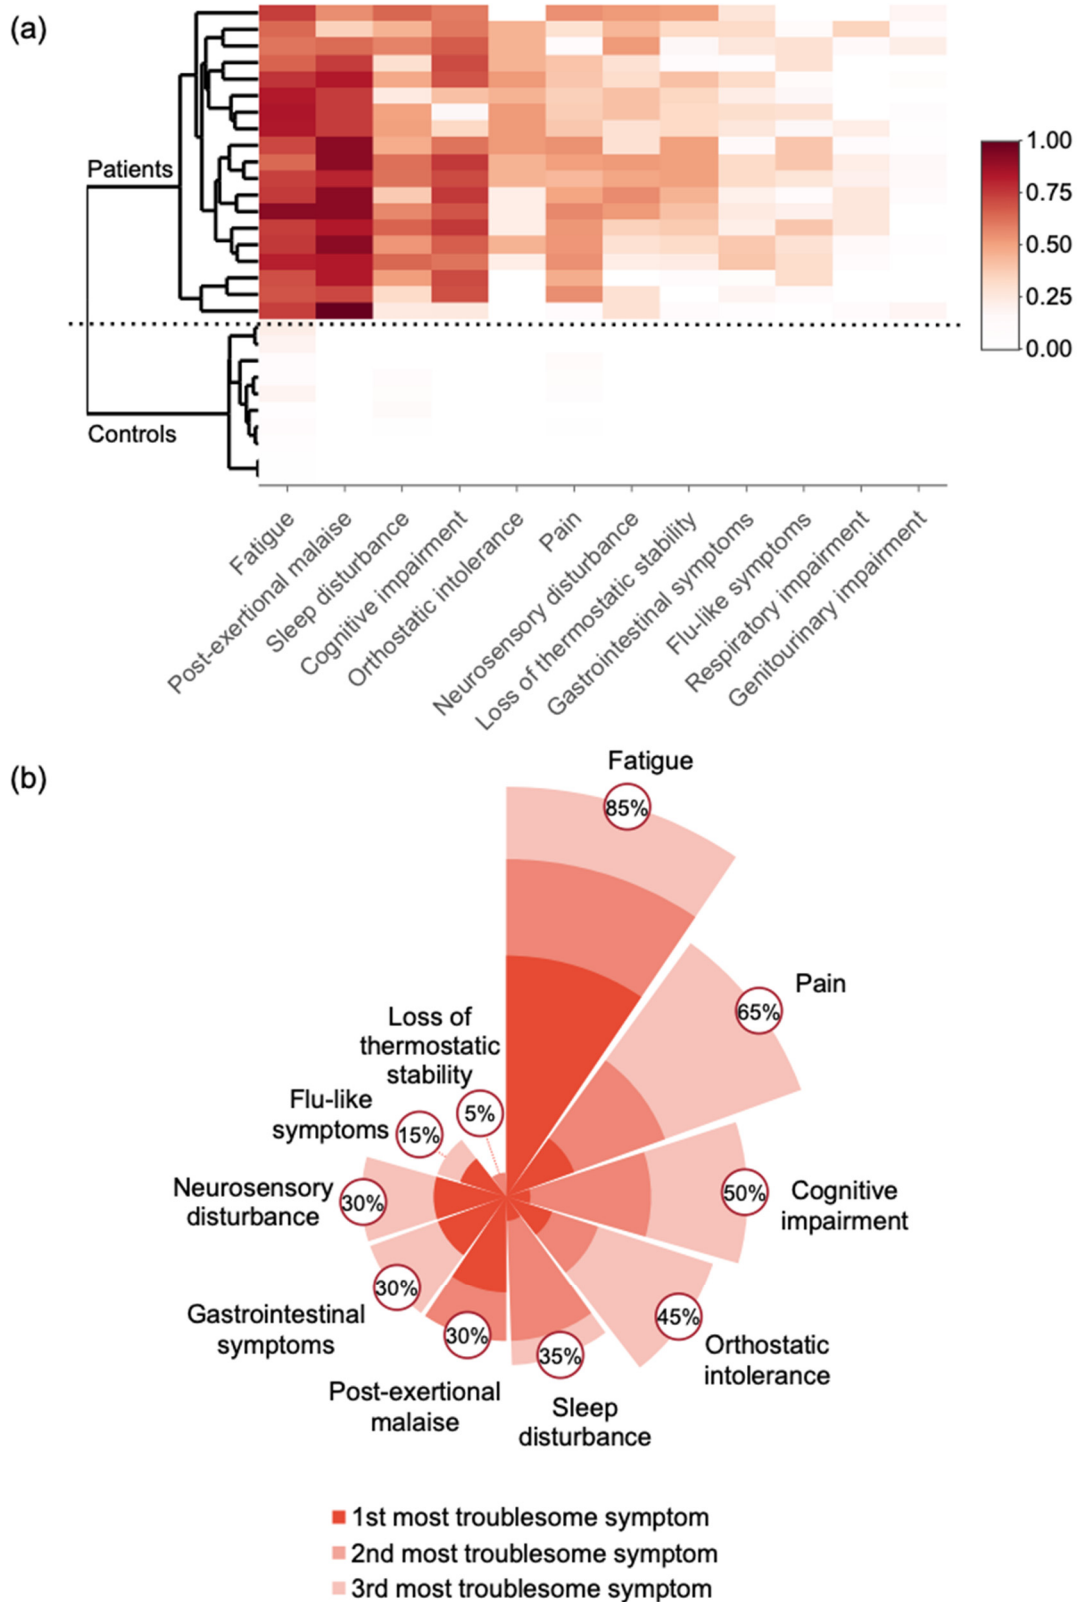 (a)
Patients
Controls
1.00
0.75
0.50
0.25
0.00
Fatigue
Post-exertional malaise
Sleep disturbance
Cognitive impairment
Orthostatic intolerance
Pain
Neurosensory disturbance
Loss of thermostatic stability
Gastrointestinal symptoms
Flu-like symptoms
Respiratory impairment
Genitourinary impairment
(b)
Fatigue
85%
Pain
65%
Cognitive
impairment
50%
Orthostatic
intolerance
45%
Sleep
disturbance
35%
Post-exertional
malaise
30%
Gastrointestinal
symptoms
30%
Neurosensory
disturbance
30%
Flu-like
symptoms
15%
Loss of
thermostatic
stability
5%
1st most troublesome symptom
2nd most troublesome symptom
3rd most troublesome symptom